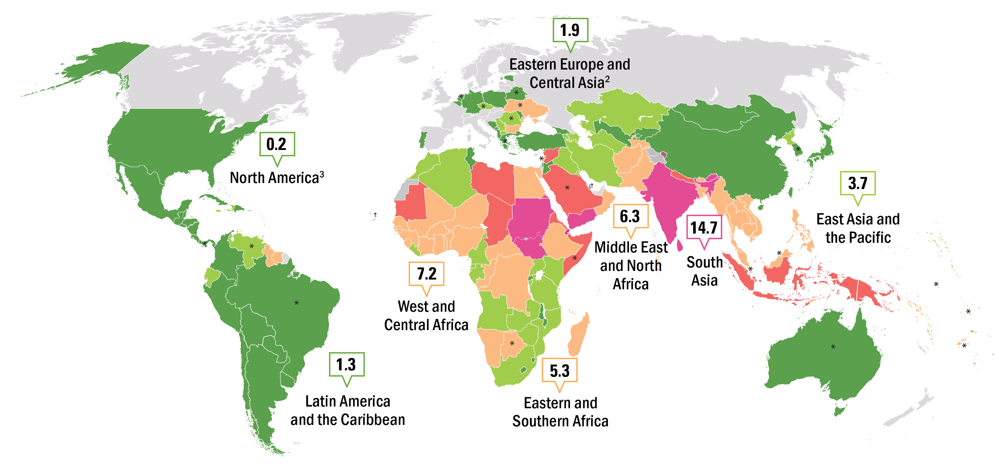 1.9
Eastern Europe and
Central Asia²
0.2
North America³
3.7
East Asia and
the Pacific
6.3
Middle East
and North
Africa
14.7
South
Asia
7.2
West and
Central Africa
1.3
Latin America
and the Caribbean
5.3
Eastern and
Southern Africa